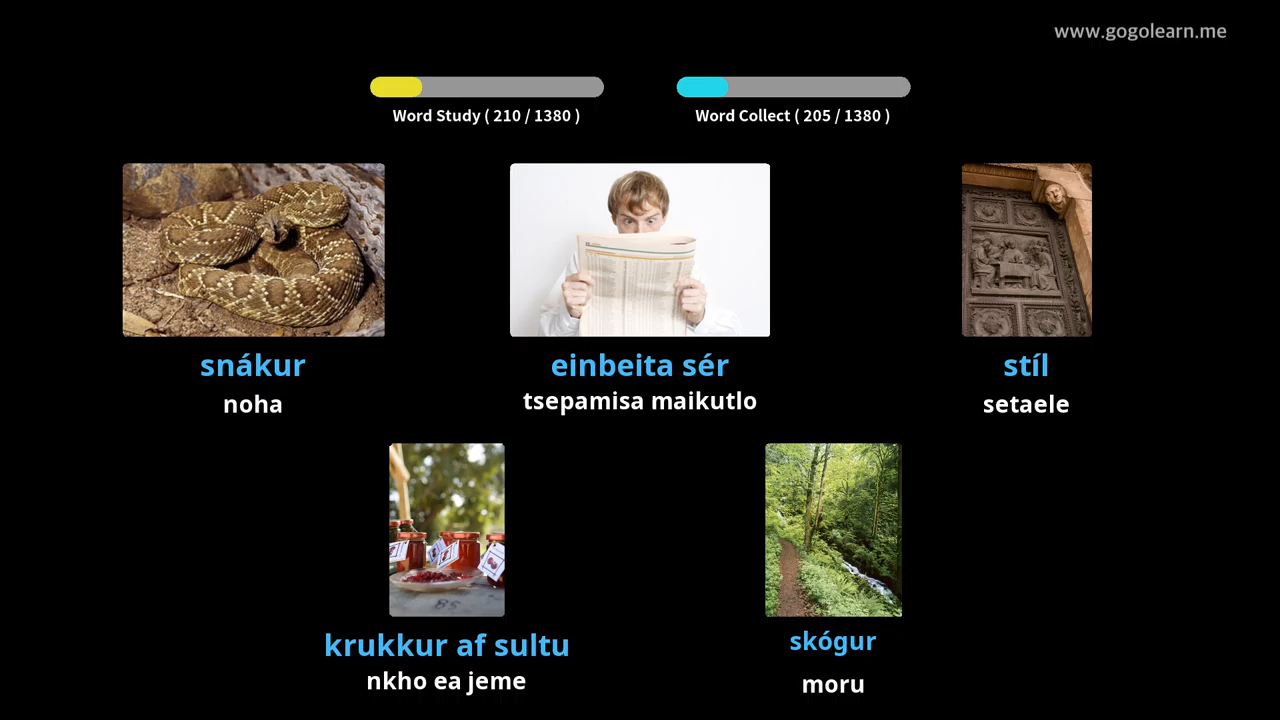 www.gogolearn.me
Word Study ( 210 / 1380 )
Word Collect ( 205 / 1380 )
snákur
noha
einbeita sér
tsepamisa maikutlo
stíl
setaele
krukkur af sultu
nkho ea jeme
skógur
moru